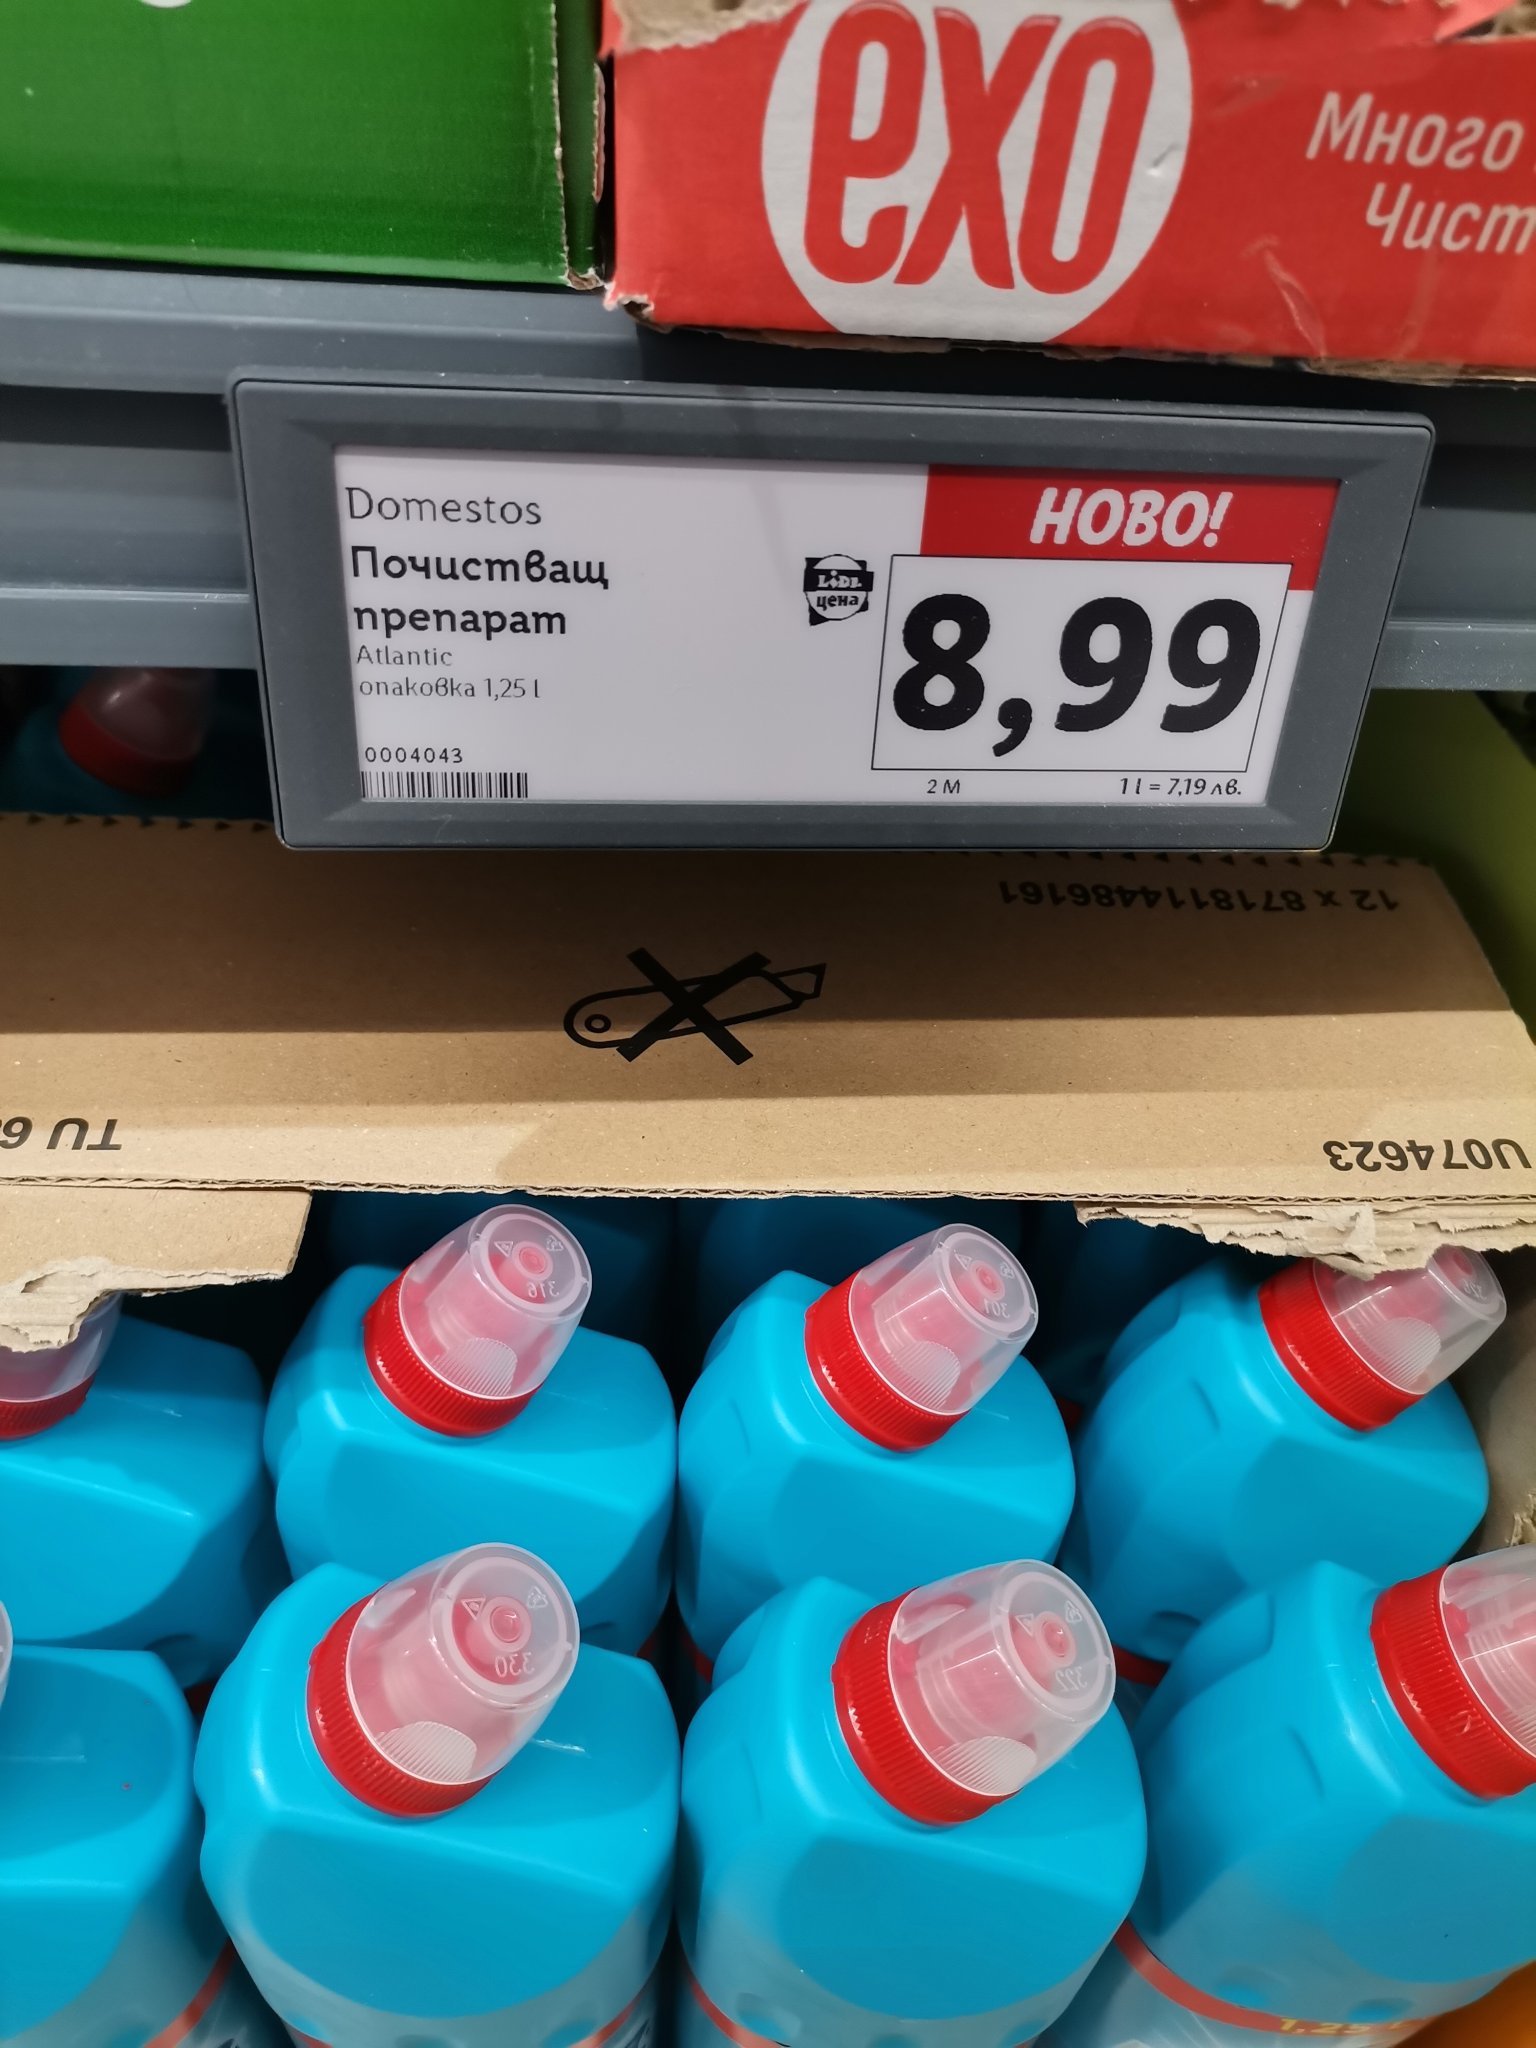 exo
Много
Чист
Domestos
Почистващ
препарат
Atlantic
опаковка 1,25 l
0004043
НОВО!
LIDL
цена
8,99
2 М
1 l = 7,19 лв.
12 x 8718114486161
TU
U074623
316
301
330
322